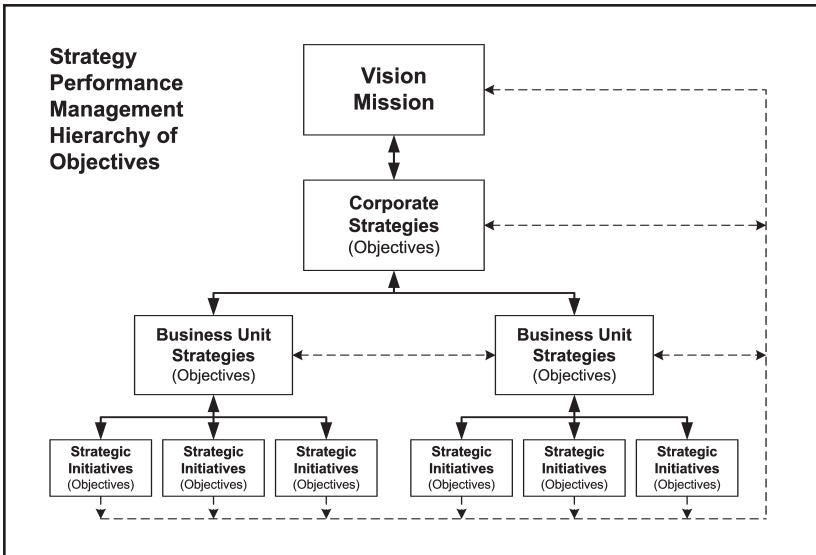 Strategy
Performance
Management
Hierarchy of
Objectives
Vision
Mission
Corporate
Strategies
(Objectives)
Business Unit
Strategies
(Objectives)
Business Unit
Strategies
(Objectives)
Strategic
Initiatives
(Objectives)
Strategic
Initiatives
(Objectives)
Strategic
Initiatives
(Objectives)
Strategic
Initiatives
(Objectives)
Strategic
Initiatives
(Objectives)
Strategic
Initiatives
(Objectives)